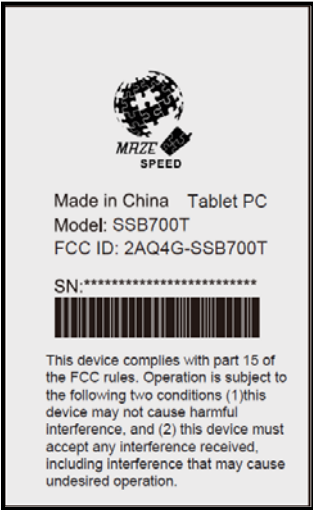 MAZE
SPEED
Made in China Tablet PC
Model: SSB700T
FCC ID: 2AQ4G-SSB700T
SN:*************************
This device complies with part 15 of
the FCC rules. Operation is subject to
the following two conditions (1)this
device may not cause harmful
interference, and (2) this device must
accept any interference received,
including interference that may cause
undesired operation.